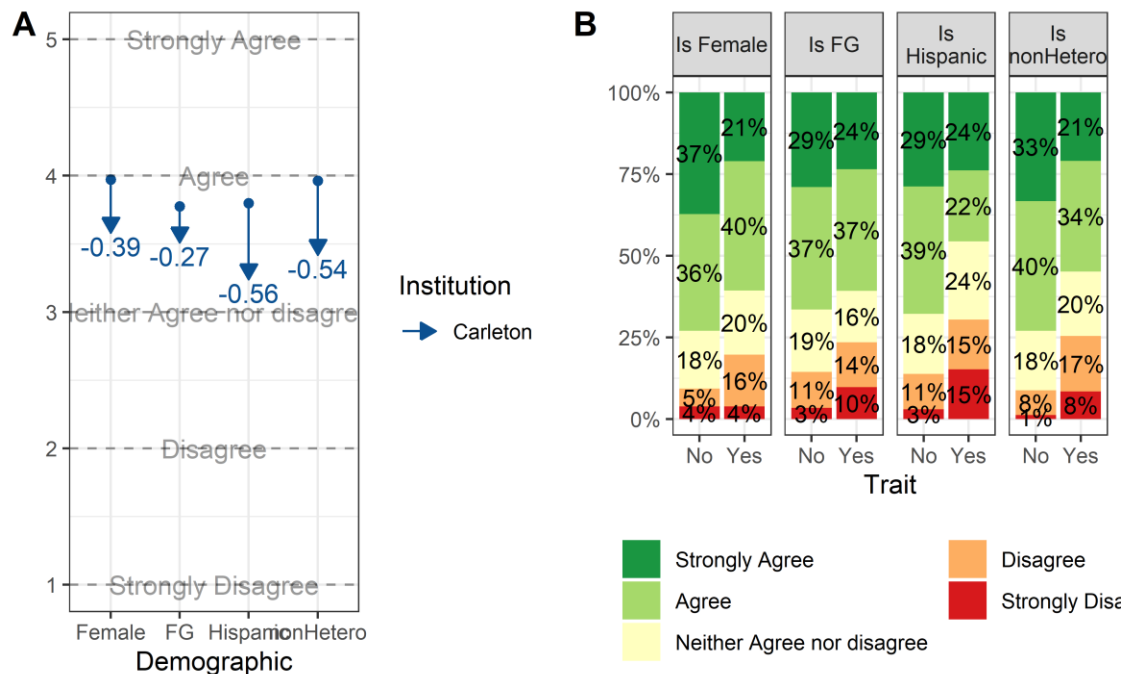 A
5
4
3
2
1
Strongly Agree
Agree
Neither Agree nor disagree
Disagree
Strongly Disagree
-0.39
-0.27
-0.56
-0.54
Female
FG
Hispanic
nonHetero
Demographic
Institution
Carleton
B
Is Female
Is FG
Is
Hispanic
Is
nonHetero
100%
75%
50%
25%
0%
37%
36%
18%
5%
4%
21%
40%
20%
16%
4%
29%
37%
19%
11%
3%
24%
37%
16%
14%
10%
29%
39%
18%
11%
3%
24%
22%
24%
15%
15%
33%
40%
18%
8%
1%
21%
34%
20%
17%
8%
No Yes
No Yes
No Yes
No Yes
Trait
Strongly Agree
Agree
Neither Agree nor disagree
Disagree
Strongly Disa